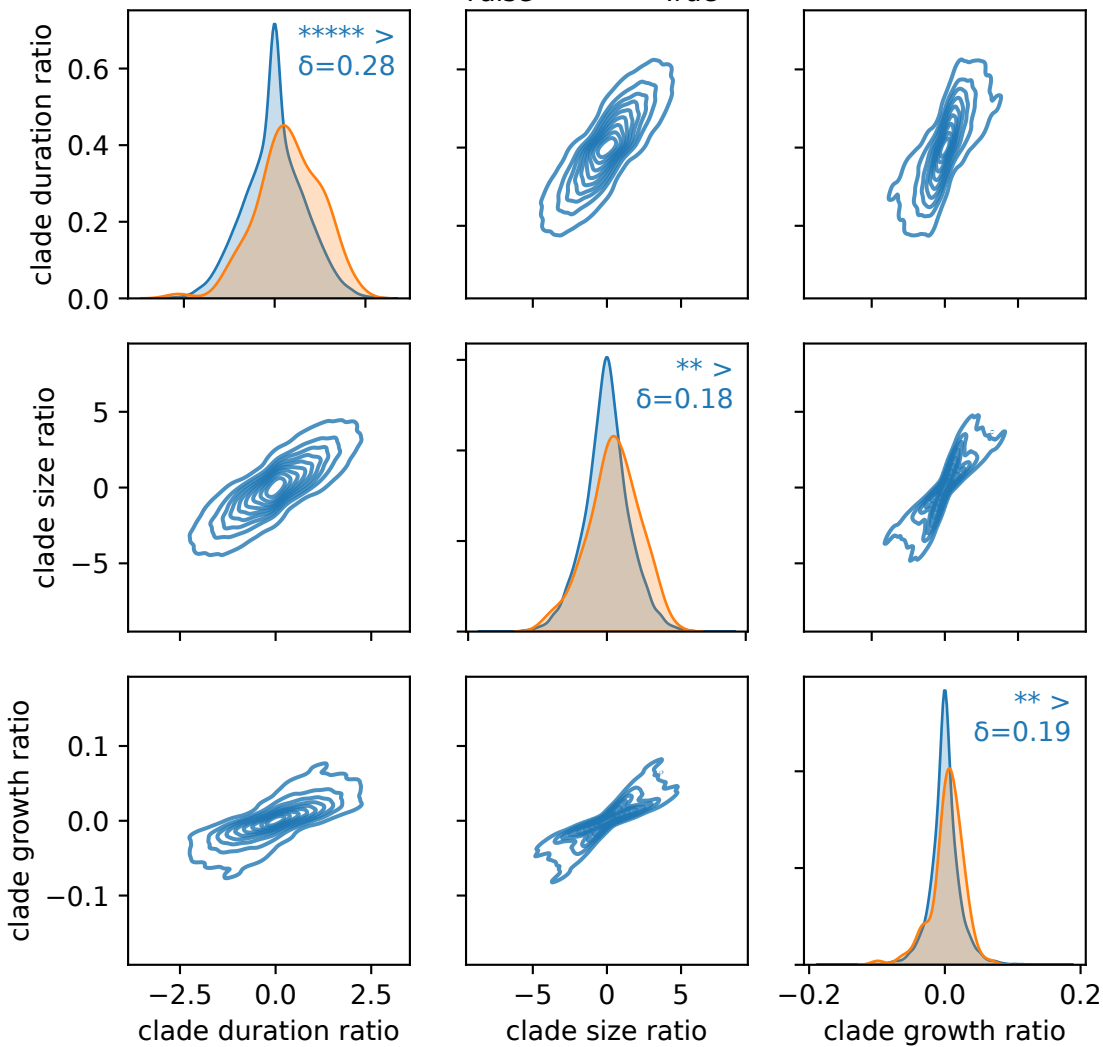 ***** >
δ=0.28
clade duration ratio
0.6
0.4
0.2
0.0
** >
δ=0.18
clade size ratio
5
0
−5
** >
δ=0.19
clade growth ratio
0.1
0.0
−0.1
−2.5 0.0 2.5
−5 0 5
−0.2 0.0 0.2
clade duration ratio
clade size ratio
clade growth ratio